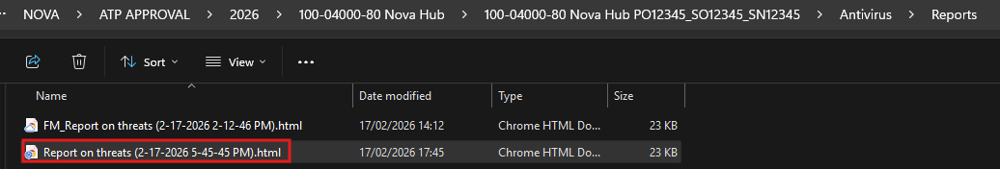 NOVA > ATP APPROVAL > 2026 > 100-04000-80 Nova Hub > 100-04000-80 Nova Hub PO12345_SO12345_SN12345 > Antivirus > Reports
Sort View ...
Name Date modified Type Size
FM_Report on threats (2-17-2026 2-12-46 PM).html 17/02/2026 14:12 Chrome HTML Do... 23 KB
Report on threats (2-17-2026 5-45-45 PM).html 17/02/2026 17:45 Chrome HTML Do... 23 KB